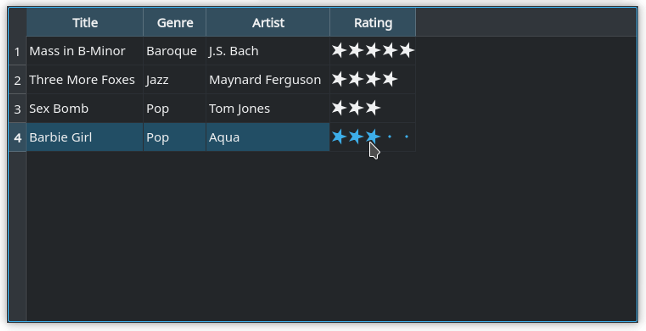 Title Genre Artist Rating
1 Mass in B-Minor Baroque J.S. Bach
2 Three More Foxes Jazz Maynard Ferguson
3 Sex Bomb Pop Tom Jones
4 Barbie Girl Pop Aqua